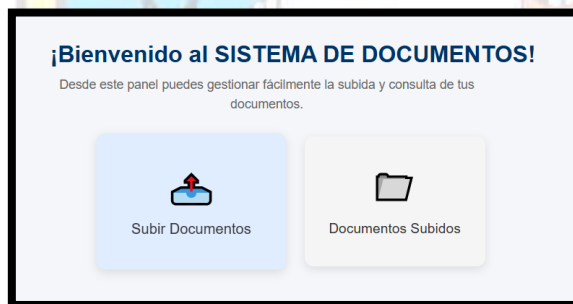 ¡Bienvenido al SISTEMA DE DOCUMENTOS!
Desde este panel puedes gestionar fácilmente la subida y consulta de tus
documentos.
Subir Documentos
Documentos Subidos